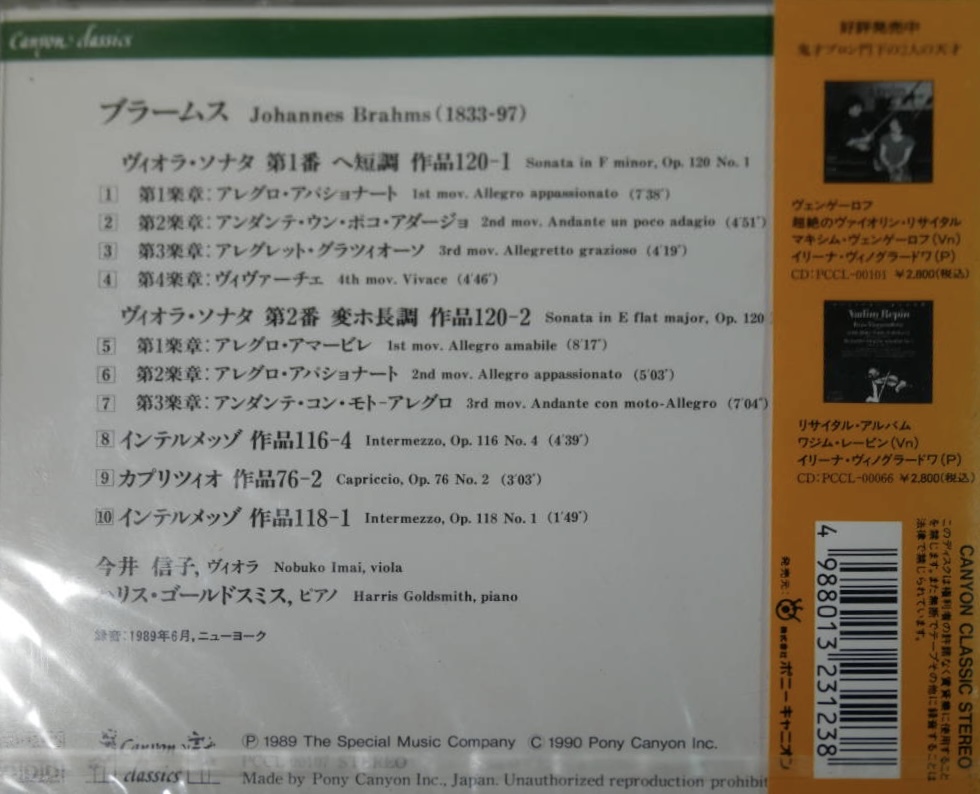 Canyon classics
ブラームス Johannes Brahms(1833-97)
ヴィオラ・ソナタ 第1番 ヘ短調 作品120-1 Sonata in F minor, Op. 120 No. 1
1 第1楽章:アレグロ・アパショナート 1st mov. Allegro appassionato (7'38")
2 第2楽章:アンダンテ・ウン・ポコ・アダージョ 2nd mov. Andante un poco adagio (4'51")
3 第3楽章:アレグレット・グラツィオーソ 3rd mov. Allegretto grazioso (4'19")
4 第4楽章:ヴィヴァーチェ 4th mov. Vivace (4'46")
ヴィオラ・ソナタ 第2番 変ホ長調 作品120-2 Sonata in E flat major, Op. 120
5 第1楽章:アレグロ・アマービレ 1st mov. Allegro amabile (8'17")
6 第2楽章:アレグロ・アパショナート 2nd mov. Allegro appassionato (5'03")
7 第3楽章:アンダンテ・コン・モト-アレグロ 3rd mov. Andante con moto-Allegro (7'04")
8 インテルメッゾ 作品116-4 Intermezzo, Op. 116 No. 4 (4'39")
9 カプリツィオ 作品76-2 Capriccio, Op. 76 No. 2 (3'03")
10 インテルメッゾ 作品118-1 Intermezzo, Op. 118 No. 1 (1'49")
今井 信子, ヴィオラ Nobuko Imai, viola
ハリス・ゴールドスミス, ピアノ Harris Goldsmith, piano
録音:1989年6月,ニューヨーク
Canyon classics
Ⓟ 1989 The Special Music Company © 1990 Pony Canyon Inc.
STEREO
Made by Pony Canyon Inc., Japan. Unauthorized reproduction prohibit
好評発売中
鬼才ブロン門下の2人の天才
ヴェンゲーロフ
超絶のヴァイオリン・リサイタル
マキシム・ヴェンゲーロフ(Vn)
イリーナ・ヴィノグラードワ(P)
CD:PCCL-00101 ¥2,800(税込)
Vadim Repin
リサイタル・アルバム
ワジム・レーピン(Vn)
イリーナ・ヴィノグラードワ(P)
CD:PCCL-00066 ¥2,800(税込)
CANYON CLASSIC STEREO
このディスクは権利者の許諾なく賃貸業に使用すること
を禁じます。また無断でテープその他に録音することは
法律で禁じられています。
4 988013 231238
発売元: 株式会社 ポニーキャニオン